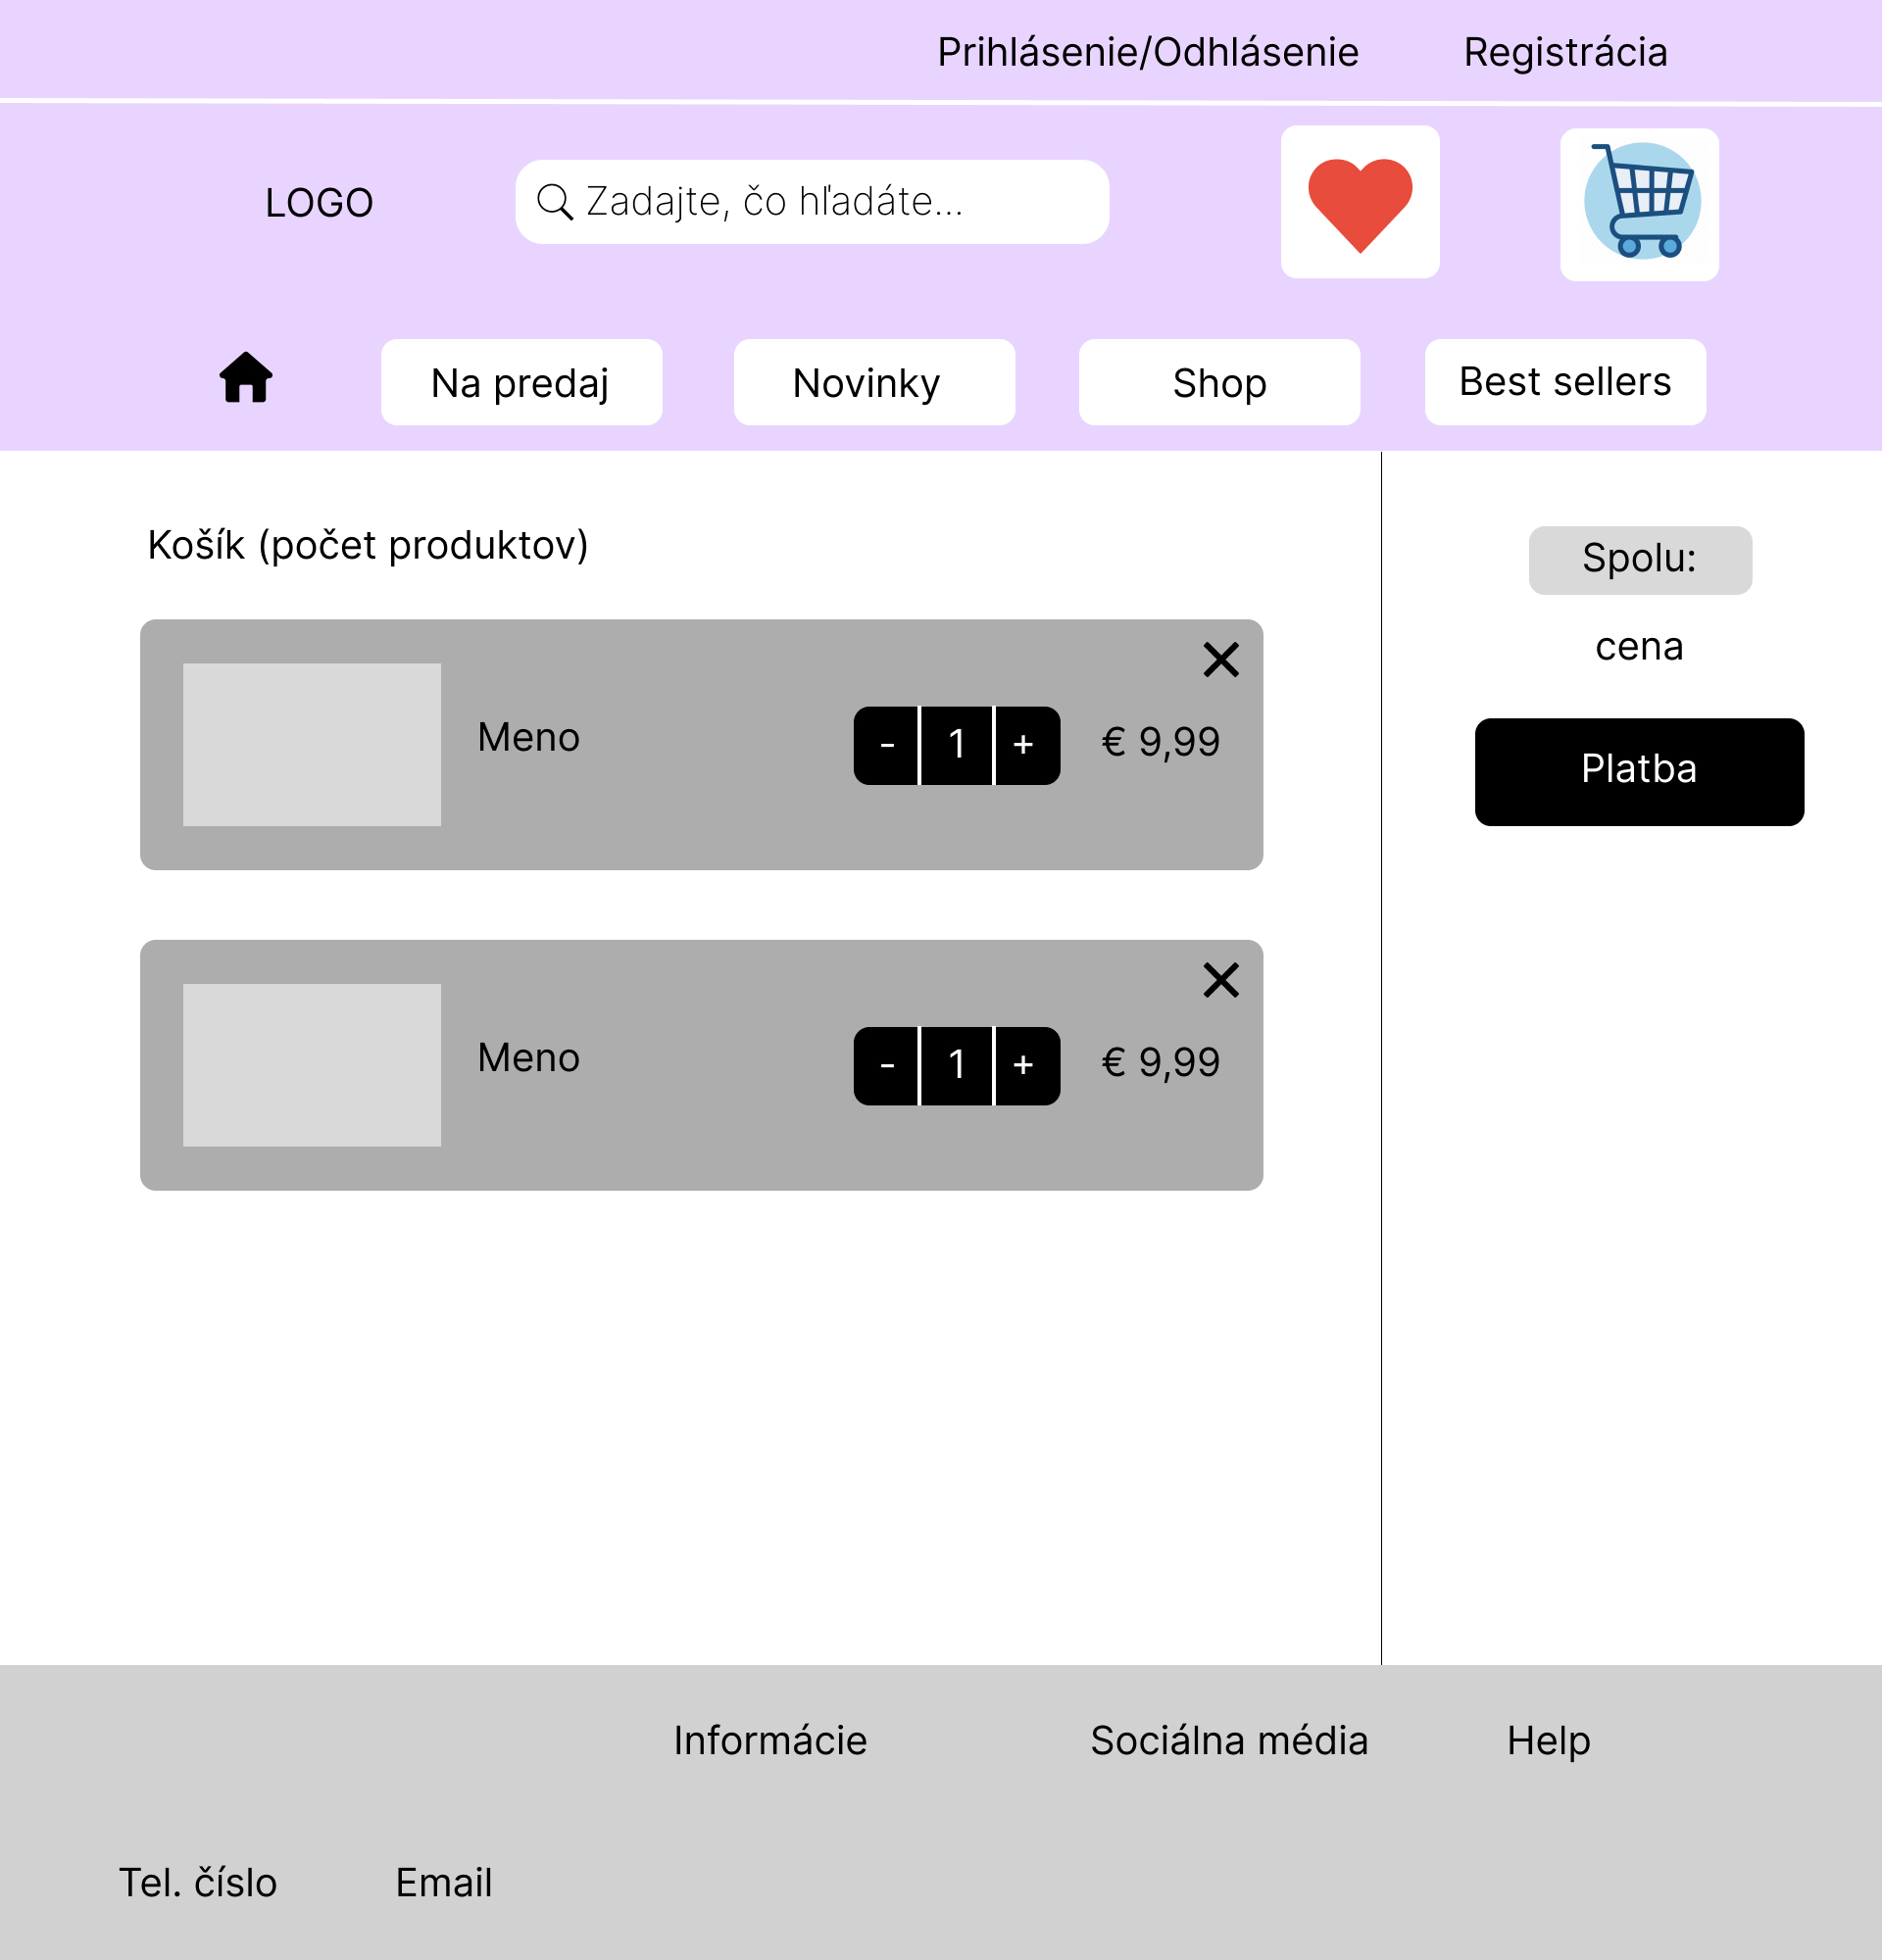 Prihlásenie/Odhlásenie Registrácia
LOGO Zadajte, čo hľadáte...
Na predaj Novinky Shop Best sellers
Košík (počet produktov)
Spolu:
cena
Platba
Meno - 1 + € 9,99
Meno - 1 + € 9,99
Informácie Sociálna média Help
Tel. číslo Email